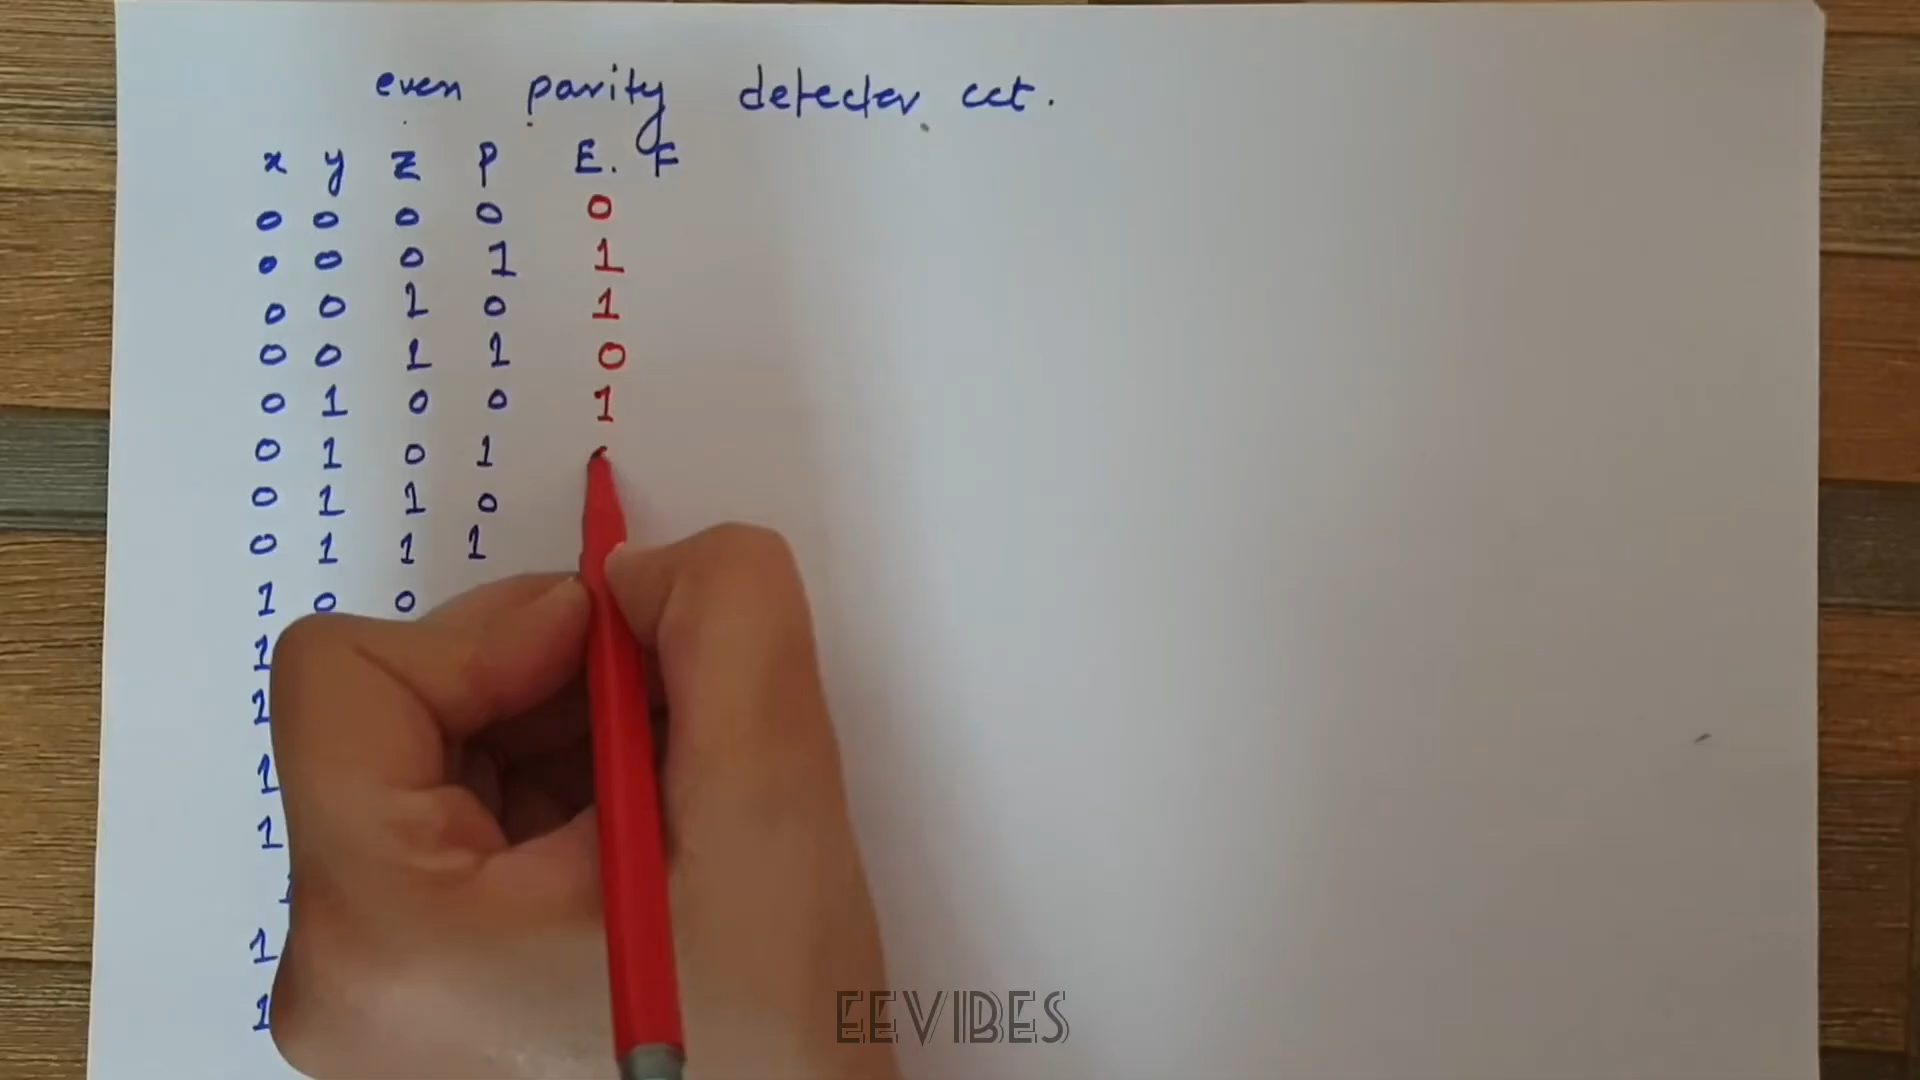 even parity detecter cct.
x y z P E. F
0 0 0 0 0
0 0 0 1 1
0 0 1 0 1
0 0 1 1 0
0 1 0 0 1
0 1 0 1
0 1 1 0
0 1 1 1
1 0 0
1
1
1
1
1
1
1
EEVIBES